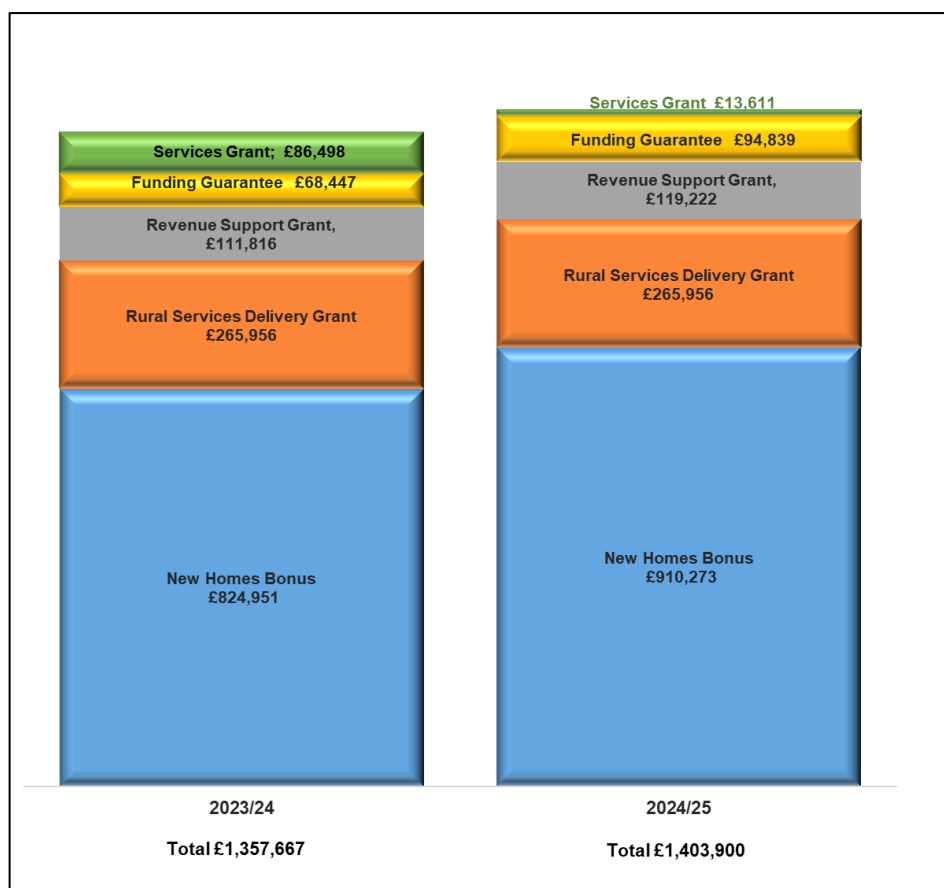 Services Grant; £86,498
Funding Guarantee £68,447
Revenue Support Grant,
£111,816
Rural Services Delivery Grant
£265,956
New Homes Bonus
£824,951
2023/24
Total £1,357,667
Services Grant £13,611
Funding Guarantee £94,839
Revenue Support Grant,
£119,222
Rural Services Delivery Grant
£265,956
New Homes Bonus
£910,273
2024/25
Total £1,403,900